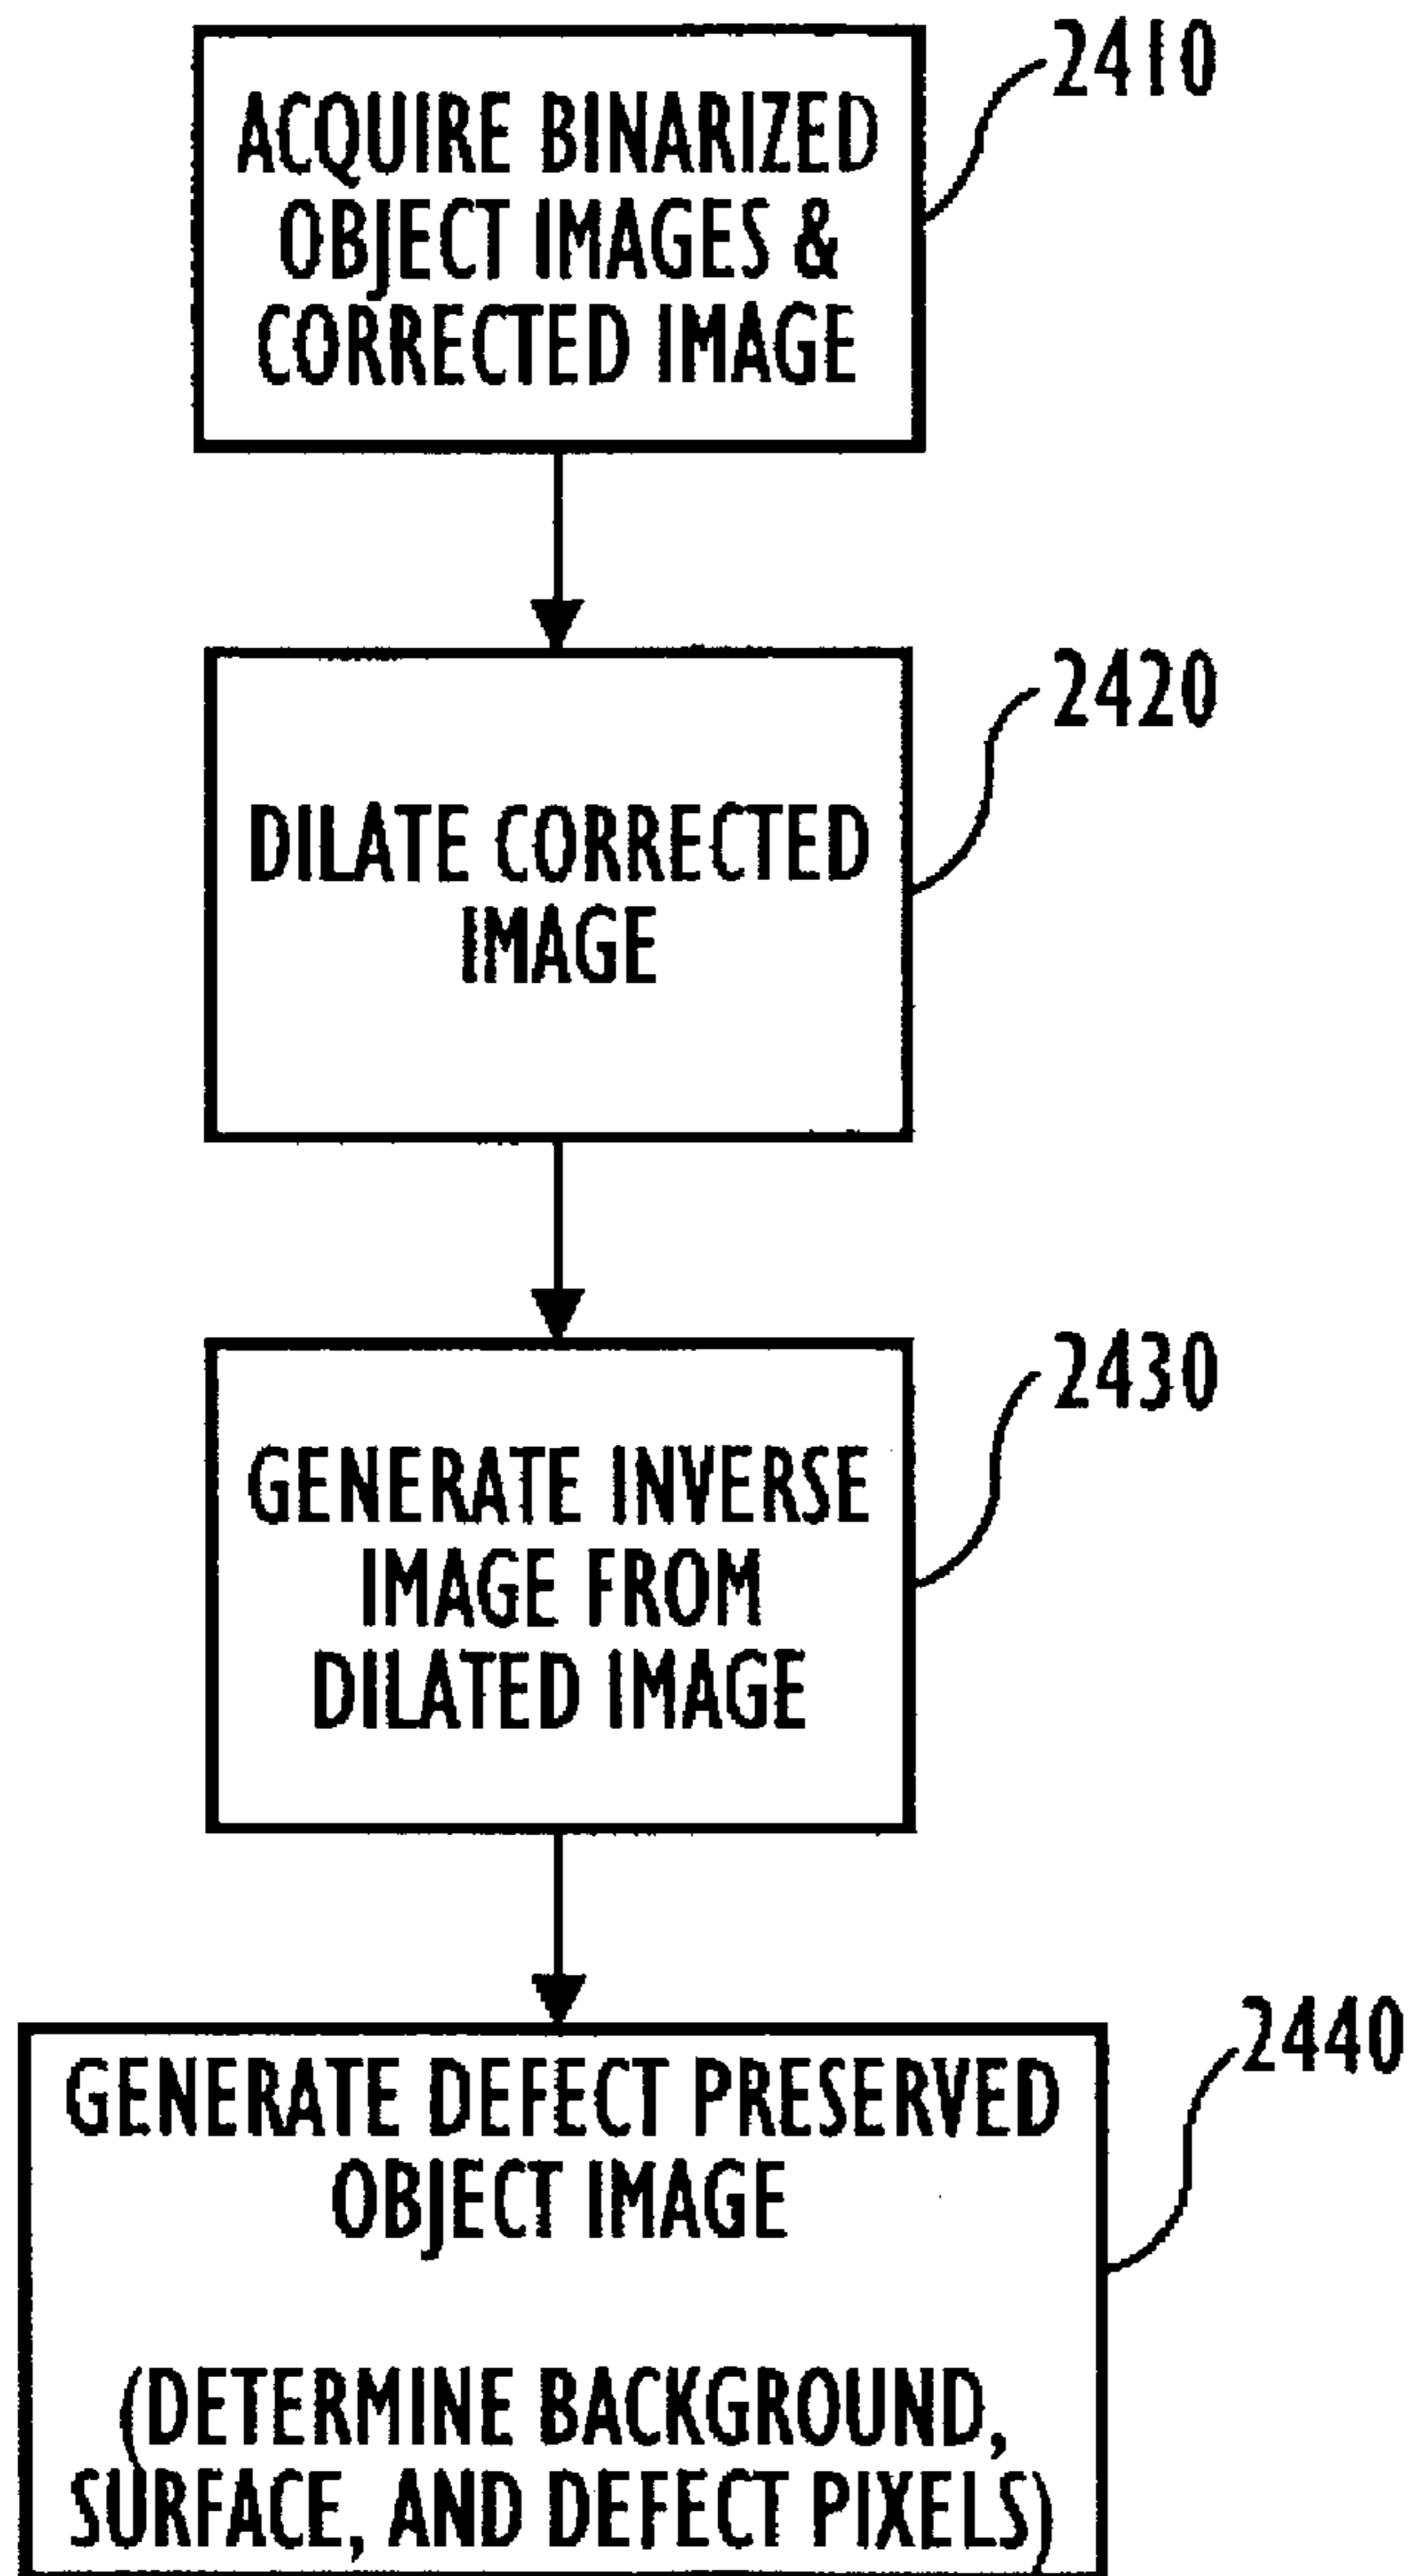 2410
ACQUIRE BINARIZED
OBJECT IMAGES &
CORRECTED IMAGE
2420
DILATE CORRECTED
IMAGE
2430
GENERATE INVERSE
IMAGE FROM
DILATED IMAGE
2440
GENERATE DEFECT PRESERVED
OBJECT IMAGE
(DETERMINE BACKGROUND,
SURFACE, AND DEFECT PIXELS)